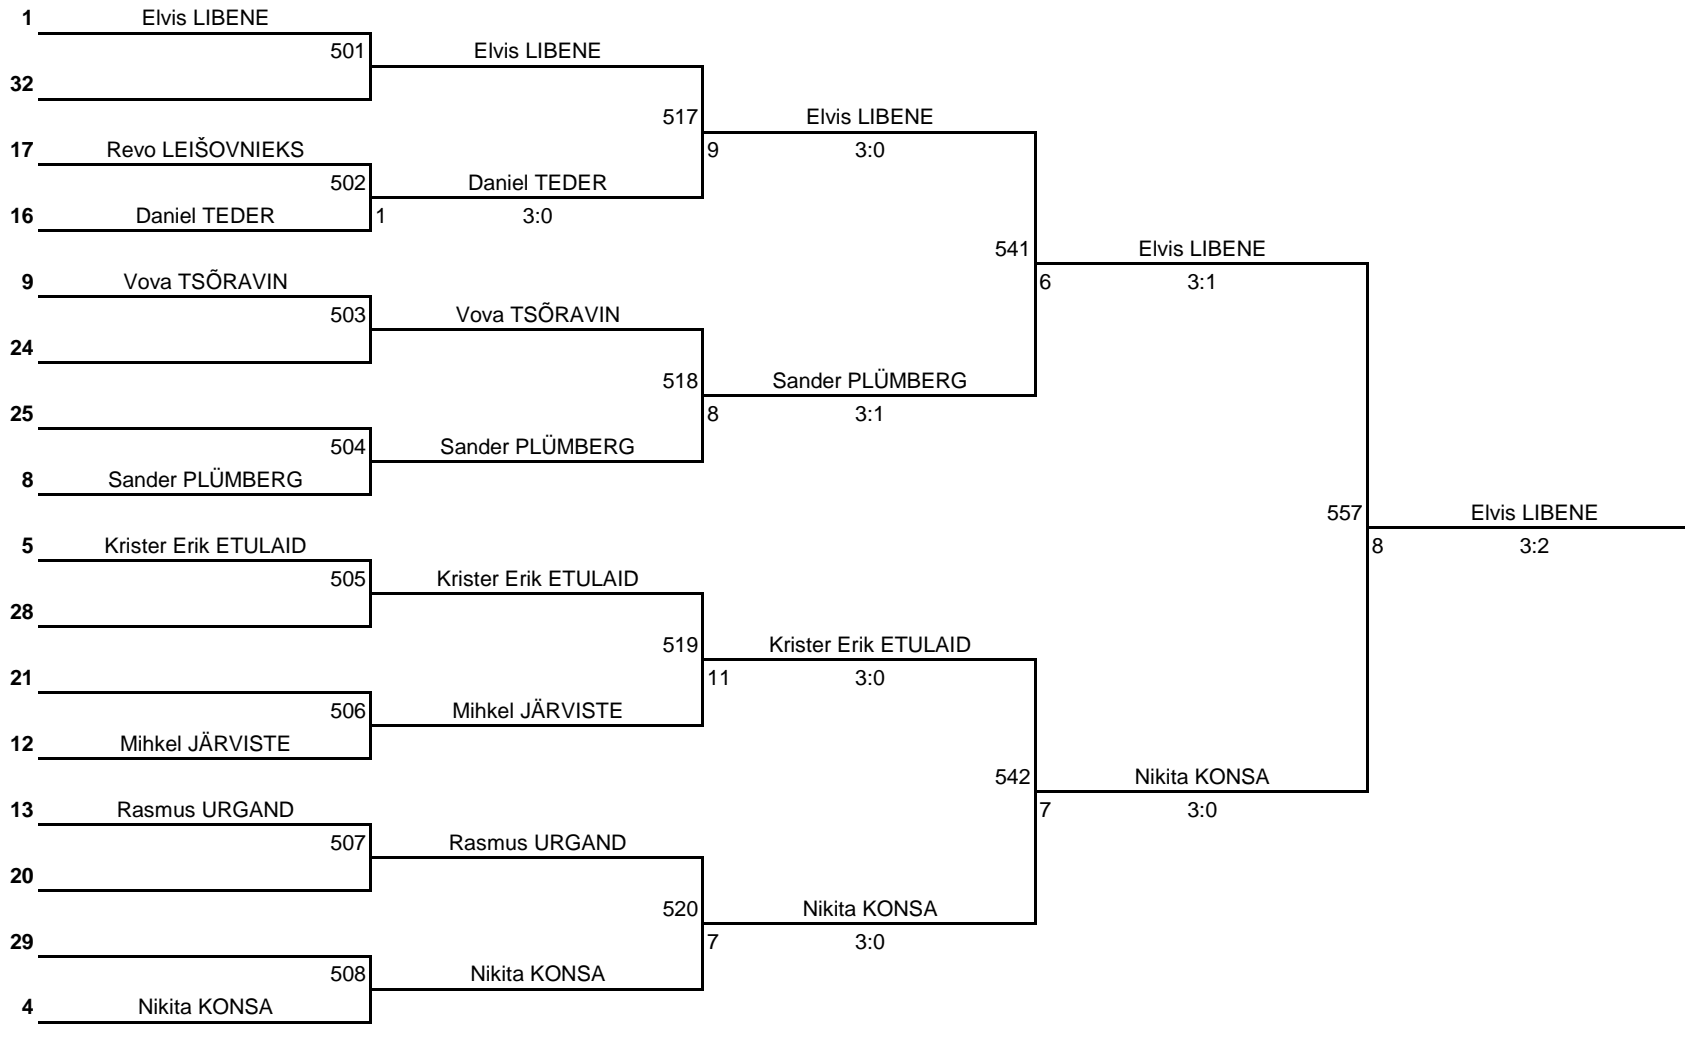 1 Elvis LIBENE
501 Elvis LIBENE
32
517 Elvis LIBENE
17 Revo LEIŠOVNIEKS 9 3:0
502 Daniel TEDER
16 Daniel TEDER 1 3:0
541 Elvis LIBENE
9 Vova TSÕRAVIN 6 3:1
503 Vova TSÕRAVIN
24
518 Sander PLÜMBERG
25 8 3:1
504 Sander PLÜMBERG
8 Sander PLÜMBERG
557 Elvis LIBENE
5 Krister Erik ETULAID 8 3:2
505 Krister Erik ETULAID
28
519 Krister Erik ETULAID
21 11 3:0
506 Mihkel JÄRVISTE
12 Mihkel JÄRVISTE
542 Nikita KONSA
13 Rasmus URGAND 7 3:0
507 Rasmus URGAND
20
520 Nikita KONSA
29 7 3:0
508 Nikita KONSA
4 Nikita KONSA